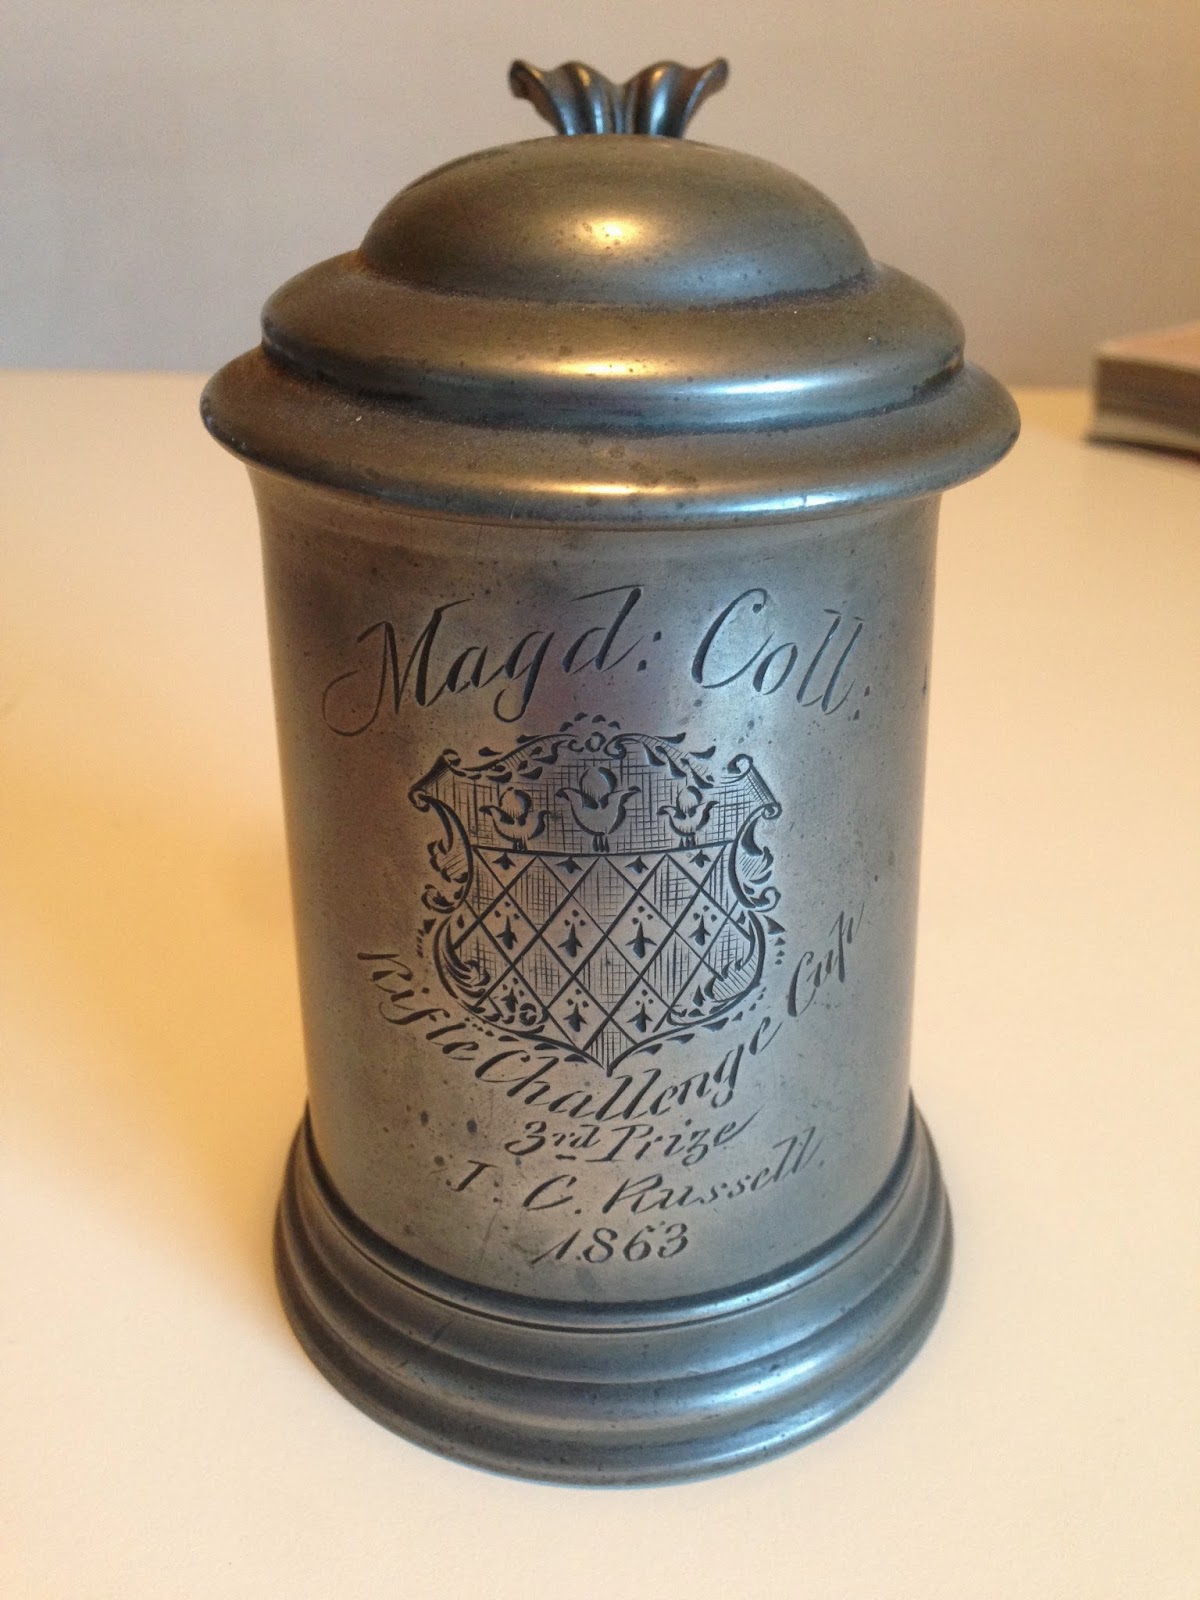 Magd: Coll:
Rifle Challenge Cup
3rd Prize
J. C. Russell.
1863